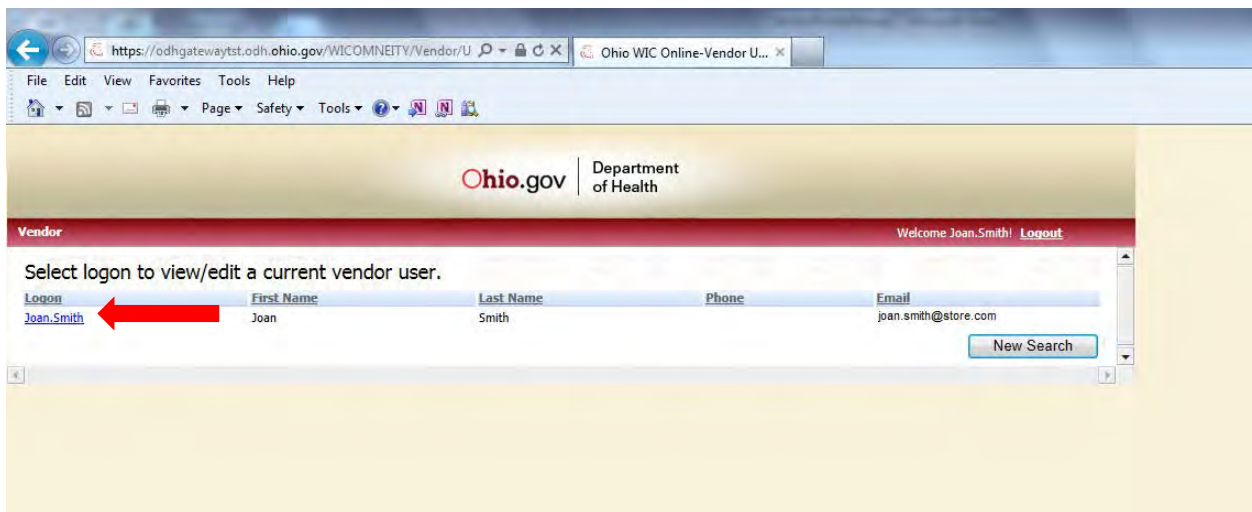 https://odhgatewaytst.odh.ohio.gov/WICOMNEITY/Vendor/U
Ohio WIC Online-Vendor U...
File Edit View Favorites Tools Help
Page Safety Tools
Ohio.gov
Department
of Health
Vendor
Welcome Joan.Smith! Logout
Select logon to view/edit a current vendor user.
Logon First Name Last Name Phone Email
Joan.Smith Joan Smith joan.smith@store.com
New Search